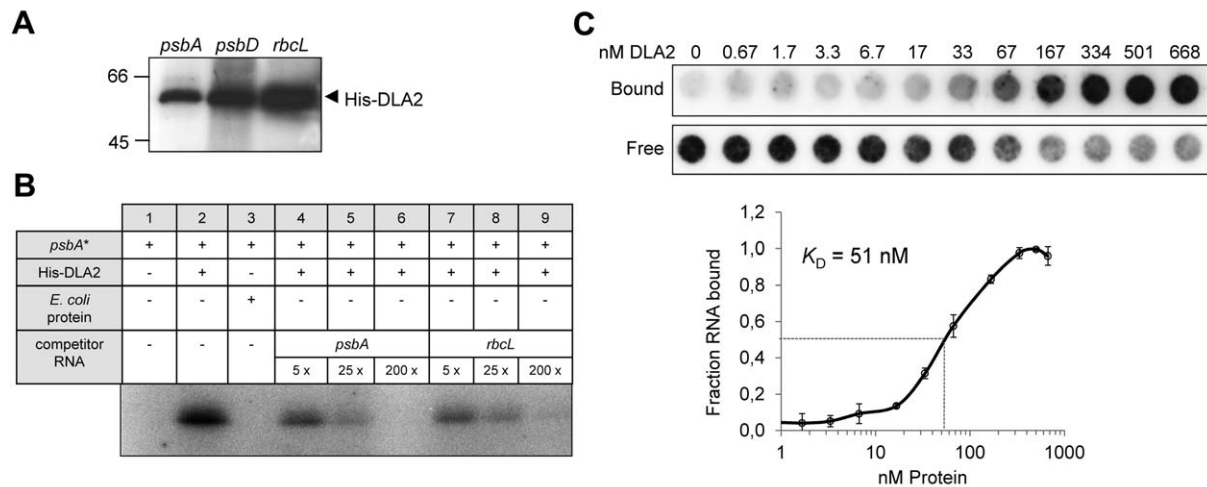 A
psbA psbD rbcL
66
His-DLA2
45
B
1 2 3 4 5 6 7 8 9
psbA* + + + + + + + + +
His-DLA2 - + - + + + + + +
E. coli protein - - + - - - - - -
competitor RNA - - - psbA rbcL
5 x 25 x 200 x 5 x 25 x 200 x
C
nM DLA2 0 0.67 1.7 3.3 6.7 17 33 67 167 334 501 668
Bound
Free
1,2
1,0
0,8
0,6
0,4
0,2
0,0
KD = 51 nM
Fraction RNA bound
1 10 100 1000
nM Protein